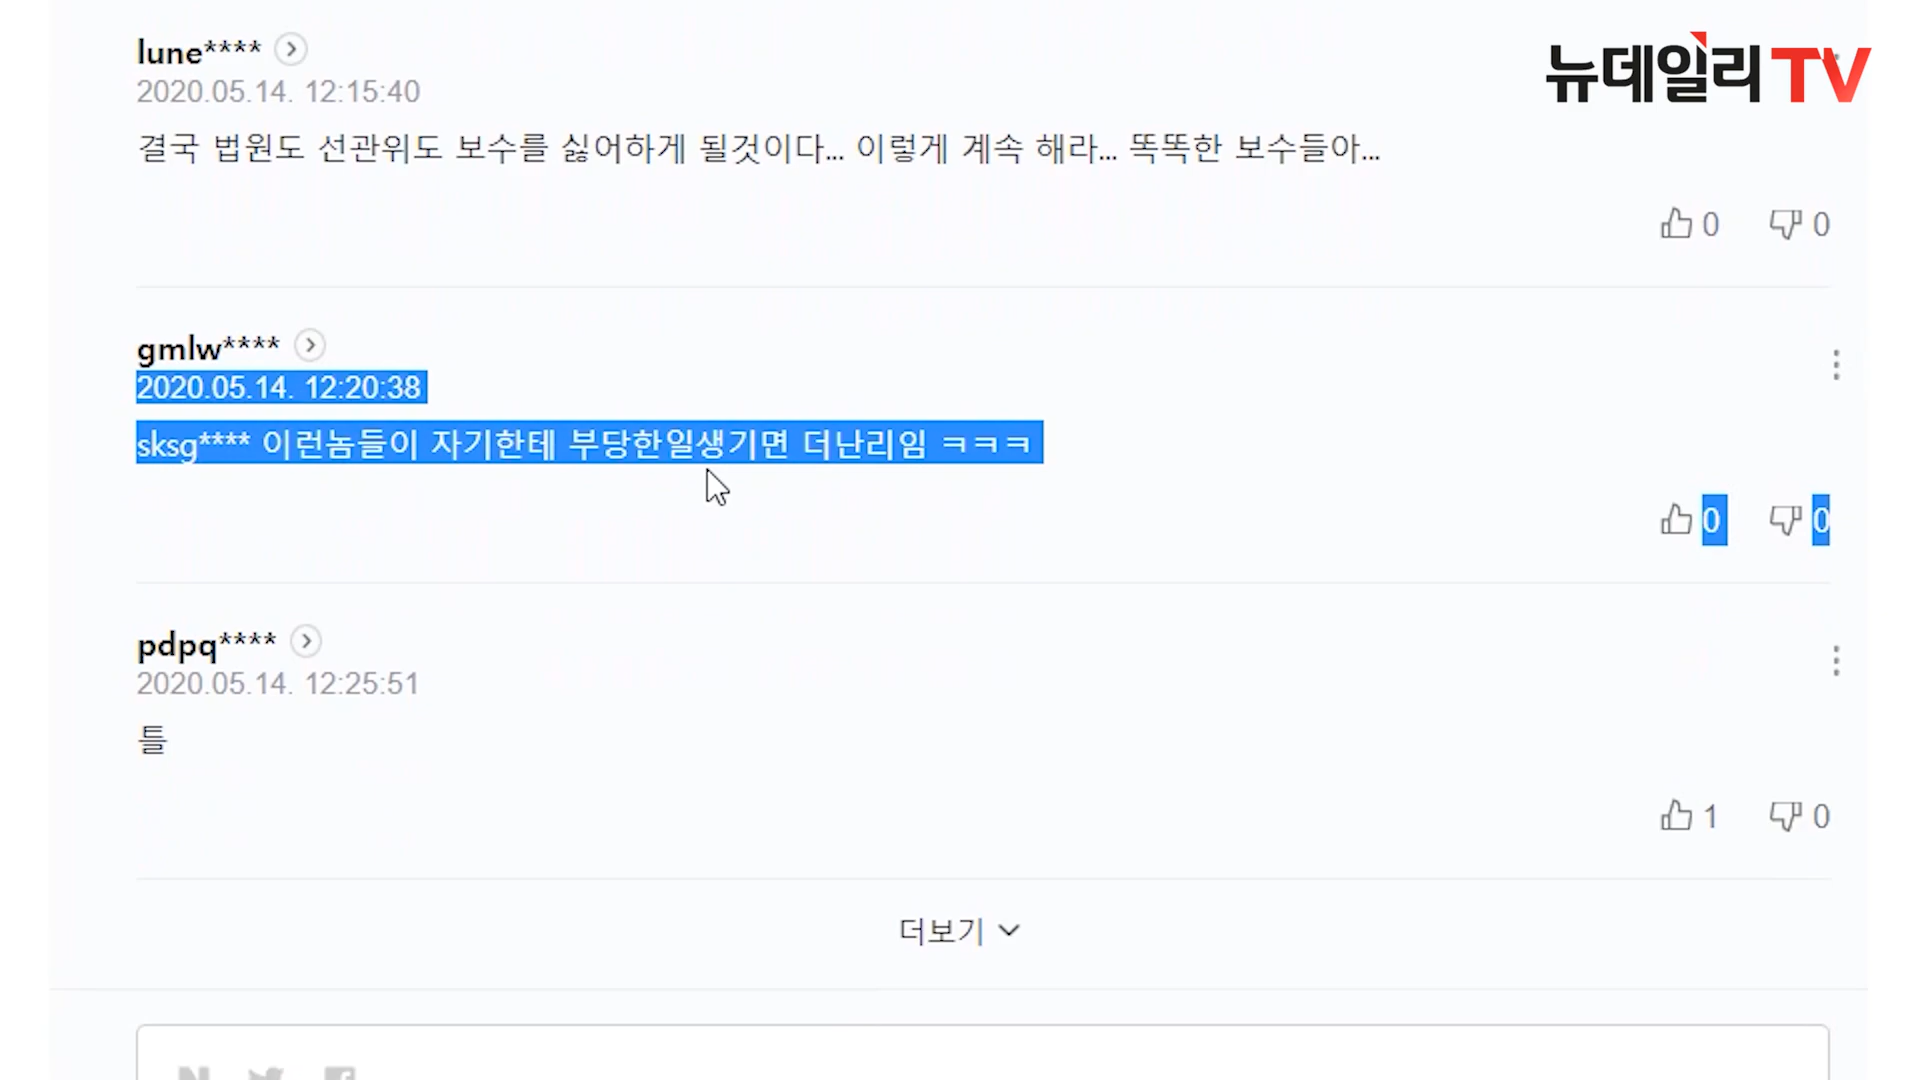 lune****
뉴데일리TV
2020.05.14. 12:15:40
결국 법원도 선관위도 보수를 싫어하게 될것이다... 이렇게 계속 해라... 똑똑한 보수들아...
0 0
gmlw****
2020.05.14. 12:20:38
sksg**** 이런놈들이 자기한테 부당한일생기면 더난리임 ㅋㅋㅋ
0 0
pdpq****
2020.05.14. 12:25:51
틀
1 0
더보기